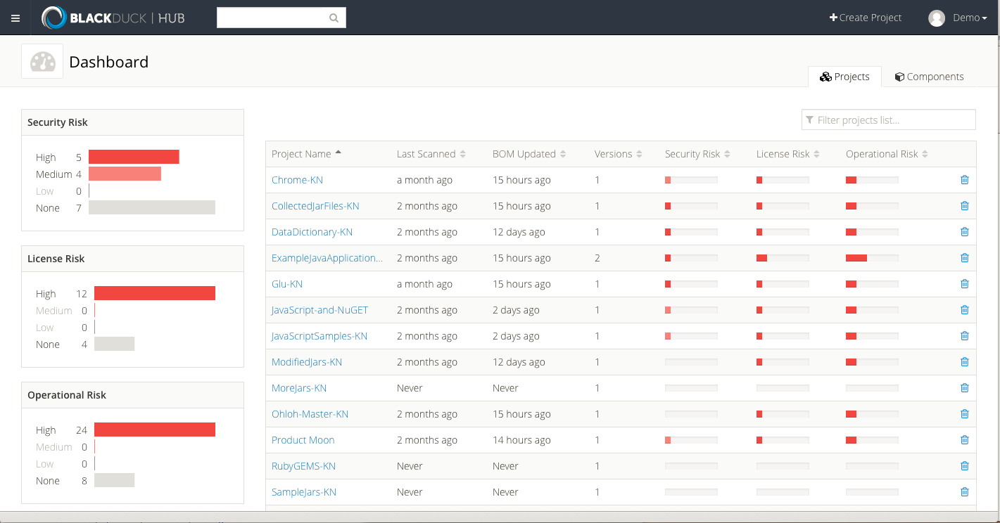 BLACKDUCK | HUB
Create Project
Demo
Dashboard
Projects
Components
Security Risk
High 5
Medium 4
Low 0
None 7
License Risk
High 12
Medium 0
Low 0
None 4
Operational Risk
High 24
Medium 0
Low 0
None 8
Filter projects list...
Project Name Last Scanned BOM Updated Versions Security Risk License Risk Operational Risk
Chrome-KN a month ago 15 hours ago 1
CollectedJarFiles-KN 2 months ago 15 hours ago 1
DataDictionary-KN 2 months ago 12 days ago 1
ExampleJavaApplication... 2 months ago 15 hours ago 2
Glu-KN a month ago 15 hours ago 1
JavaScript-and-NuGET 2 months ago 2 days ago 1
JavaScriptSamples-KN 2 months ago 2 days ago 1
ModifiedJars-KN 2 months ago 12 days ago 1
MoreJars-KN Never Never 1
Ohloh-Master-KN 2 months ago 15 hours ago 1
Product Moon 2 months ago 14 hours ago 1
RubyGEMS-KN Never Never 1
SampleJars-KN Never Never 1